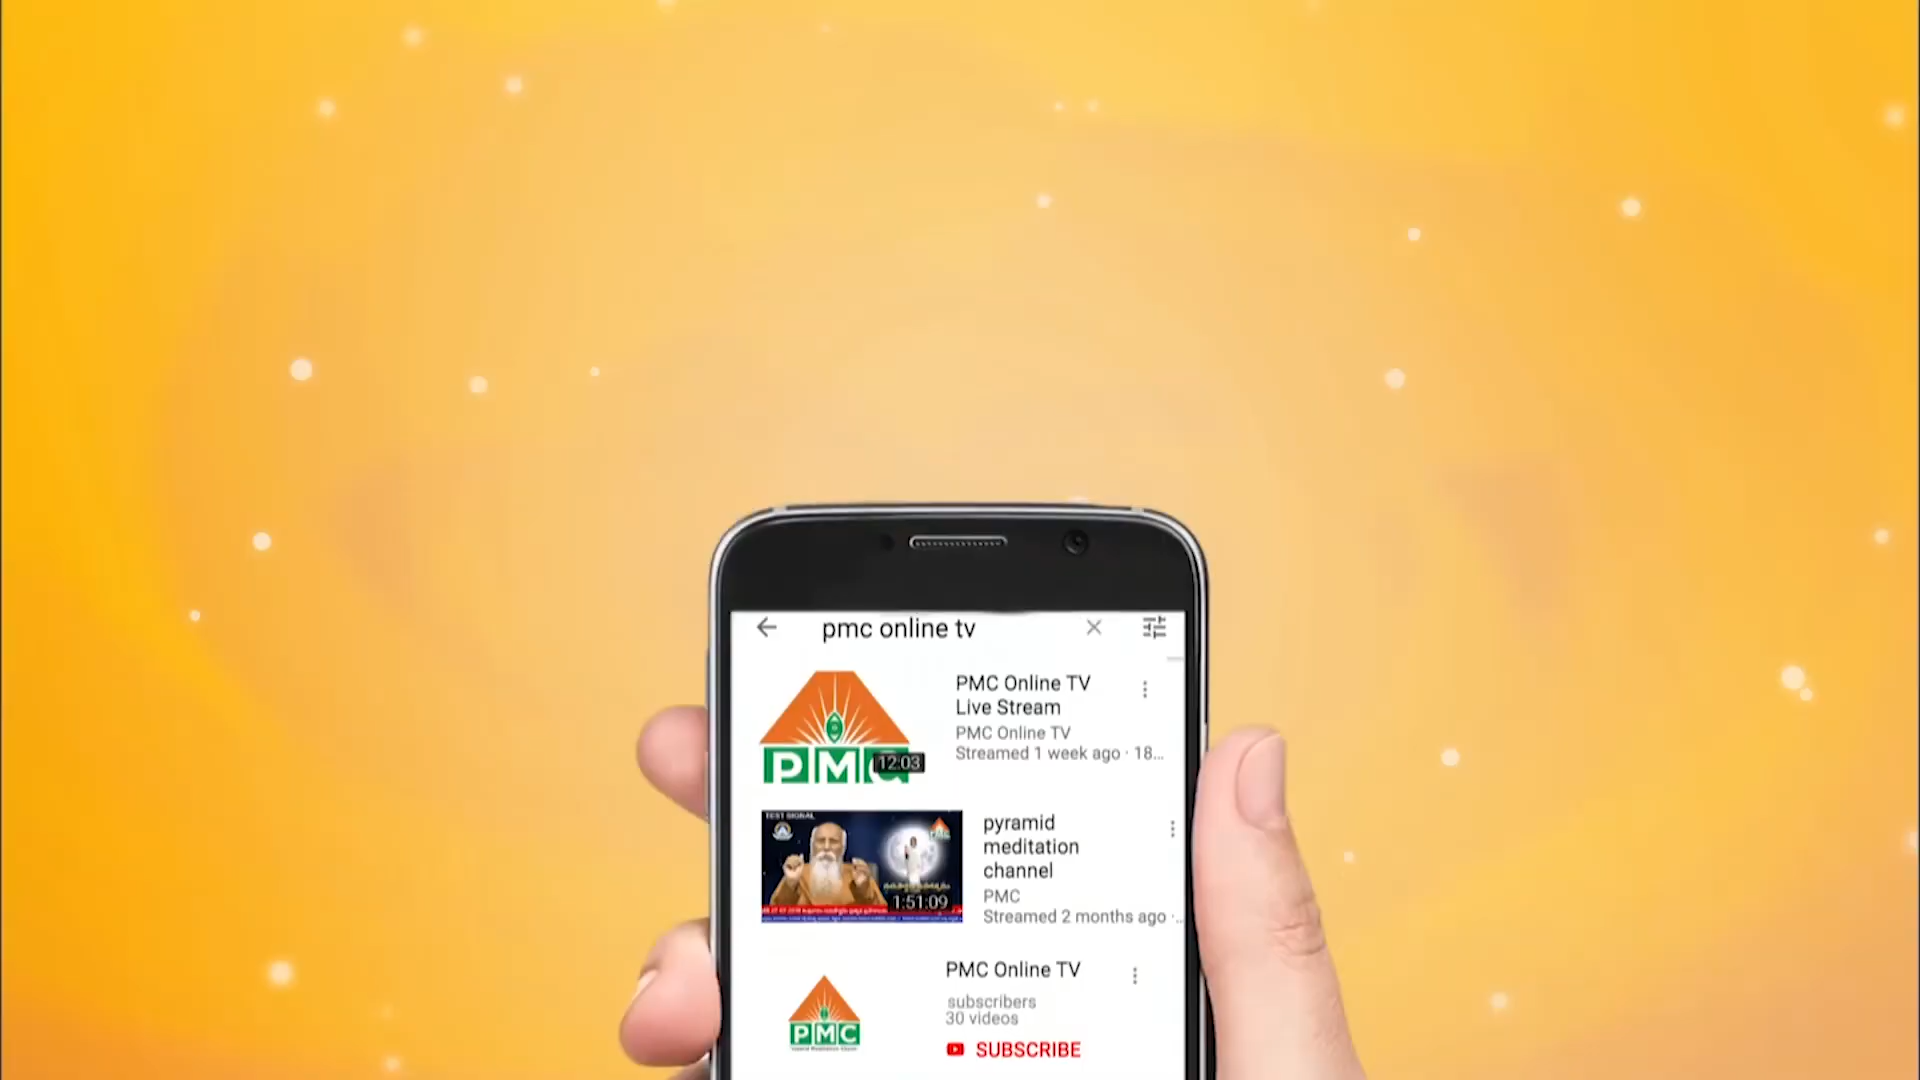 pmc online tv
PMC Online TV
Live Stream
PMC Online TV
Streamed 1 week ago · 18...
PMC
12:03
TEST SIGNAL
1:51:09
pyramid
meditation
channel
PMC
Streamed 2 months ago ·...
PMC Online TV
subscribers
30 videos
SUBSCRIBE
PMC